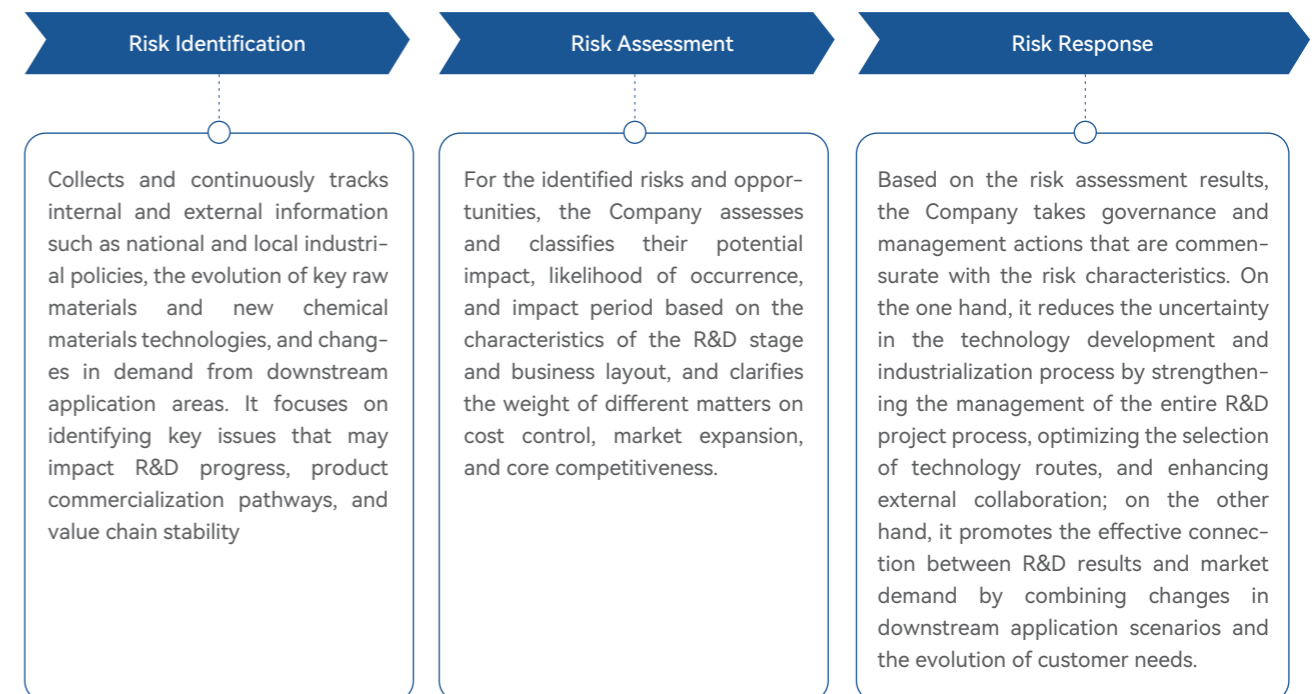 Risk Identification
Collects and continuously tracks
internal and external information
such as national and local industri-
al policies, the evolution of key raw
materials and new chemical
materials technologies, and chang-
es in demand from downstream
application areas. It focuses on
identifying key issues that may
impact R&D progress, product
commercialization pathways, and
value chain stability
Risk Assessment
For the identified risks and oppor-
tunities, the Company assesses
and classifies their potential
impact, likelihood of occurrence,
and impact period based on the
characteristics of the R&D stage
and business layout, and clarifies
the weight of different matters on
cost control, market expansion,
and core competitiveness.
Risk Response
Based on the risk assessment results,
the Company takes governance and
management actions that are commen-
surate with the risk characteristics. On
the one hand, it reduces the uncertainty
in the technology development and
industrialization process by strengthen-
ing the management of the entire R&D
project process, optimizing the selection
of technology routes, and enhancing
external collaboration; on the other
hand, it promotes the effective connec-
tion between R&D results and market
demand by combining changes in
downstream application scenarios and
the evolution of customer needs.